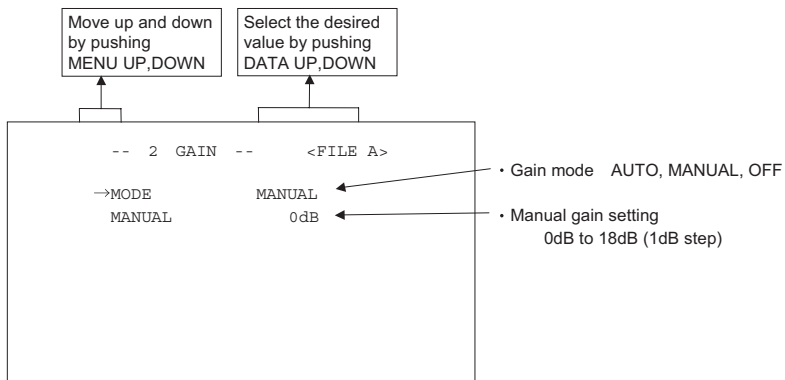 Move up and down
by pushing
MENU UP,DOWN
Select the desired
value by pushing
DATA UP,DOWN
-- 2 GAIN -- <FILE A>
→MODE MANUAL
MANUAL 0dB
・Gain mode AUTO, MANUAL, OFF
・Manual gain setting
0dB to 18dB (1dB step)